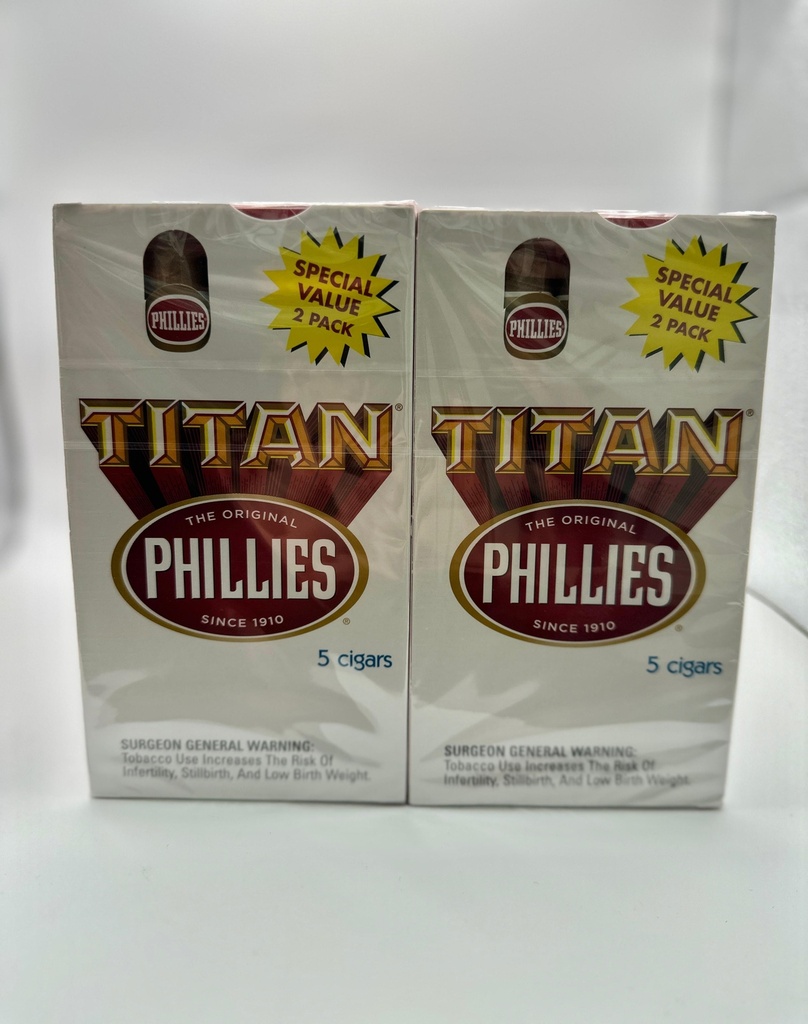 PHILLIES
SPECIAL
VALUE
2 PACK
TITAN®
THE ORIGINAL
PHILLIES
SINCE 1910
®
5 cigars
SURGEON GENERAL WARNING:
Tobacco Use Increases The Risk Of
Infertility, Stillbirth, And Low Birth Weight.
PHILLIES
SPECIAL
VALUE
2 PACK
TITAN®
THE ORIGINAL
PHILLIES
SINCE 1910
®
5 cigars
SURGEON GENERAL WARNING:
Tobacco Use Increases The Risk Of
Infertility, Stillbirth, And Low Birth Weight.